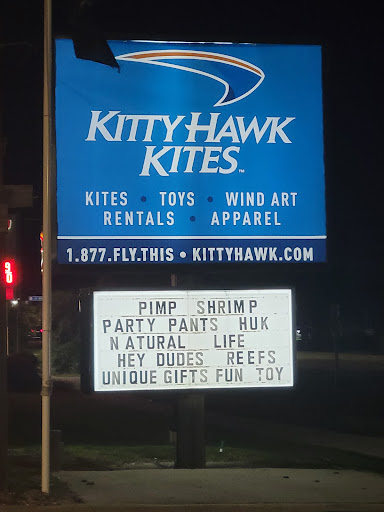 KITTY HAWK
KITES™
KITES • TOYS • WIND ART
RENTALS • APPAREL
1.877.FLY.THIS • KITTYHAWK.COM
PIMP SHRIMP
PARTY PANTS HUK
NATURAL LIFE
HEY DUDES REEFS
UNIQUE GIFTS FUN TOY